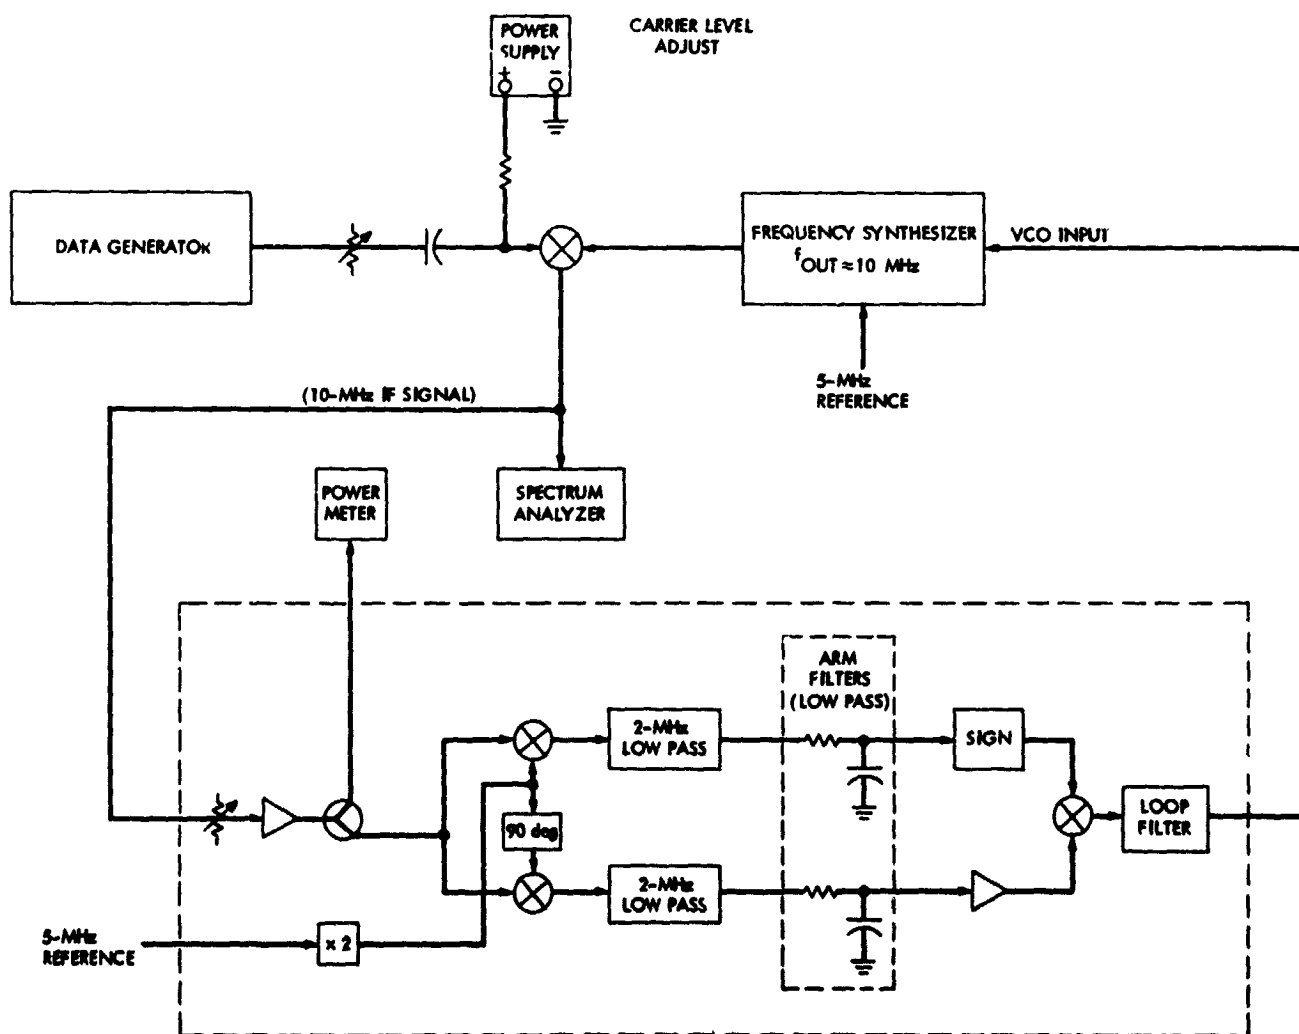 POWER
SUPPLY
+ −
CARRIER LEVEL
ADJUST
DATA GENERATOR
FREQUENCY SYNTHESIZER
fOUT ≈ 10 MHz
VCO INPUT
5-MHz
REFERENCE
(10-MHz IF SIGNAL)
POWER
METER
SPECTRUM
ANALYZER
ARM
FILTERS
(LOW PASS)
2-MHz
LOW PASS
SIGN
90 deg
LOOP
FILTER
2-MHz
LOW PASS
5-MHz
REFERENCE
× 2